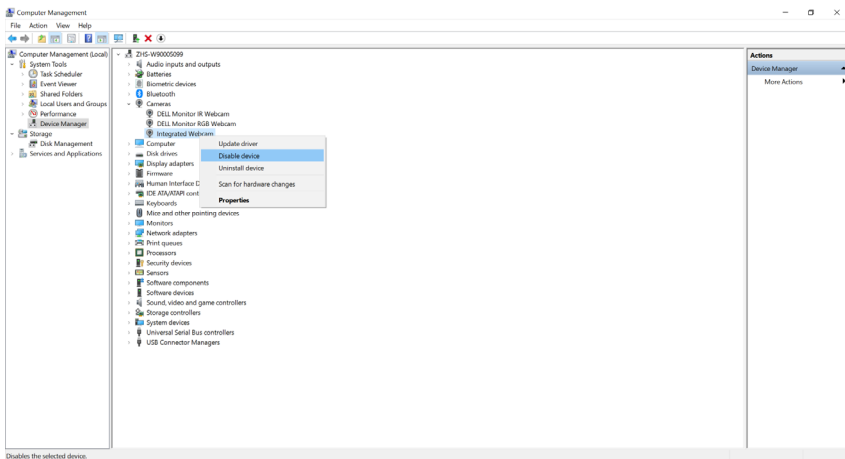 Computer Management
File Action View Help
Computer Management (Local)
System Tools
Task Scheduler
Event Viewer
Shared Folders
Local Users and Groups
Performance
Device Manager
Storage
Disk Management
Services and Applications
ZHS-W90005099
Audio inputs and outputs
Batteries
Biometric devices
Bluetooth
Cameras
DELL Monitor IR Webcam
DELL Monitor RGB Webcam
Integrated Webcam
Computer
Disk drives
Display adapters
Firmware
Human Interface D
IDE ATA/ATAPI cont
Keyboards
Mice and other pointing devices
Monitors
Network adapters
Print queues
Processors
Security devices
Sensors
Software components
Software devices
Sound, video and game controllers
Storage controllers
System devices
Universal Serial Bus controllers
USB Connector Managers
Update driver
Disable device
Uninstall device
Scan for hardware changes
Properties
Actions
Device Manager
More Actions
Disables the selected device.